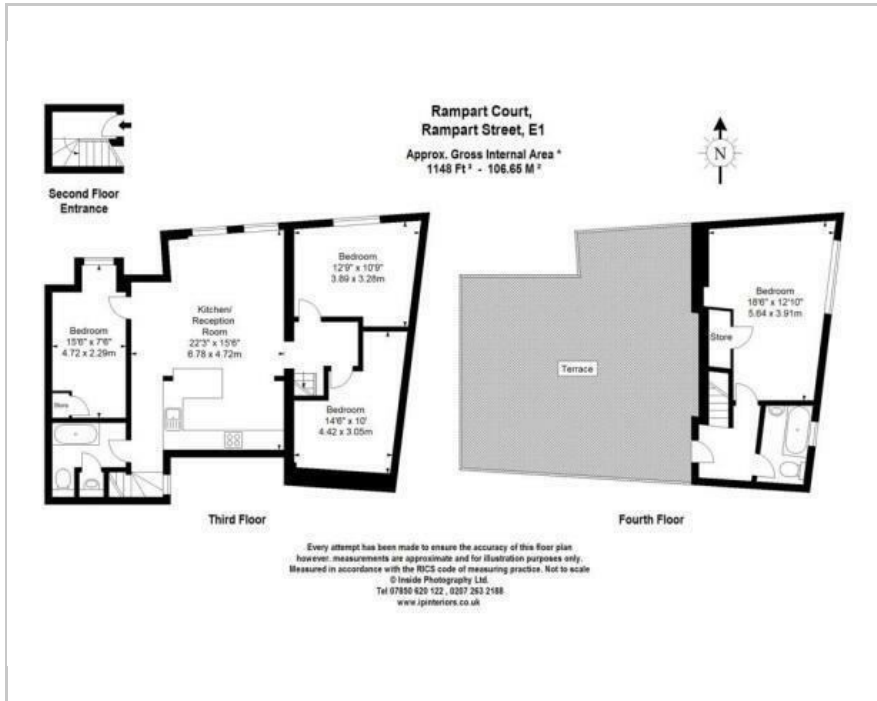 Rampart Court,
Rampart Street, E1
Approx. Gross Internal Area *
1148 Ft ² - 106.65 M ²
N
Second Floor
Entrance
Bedroom
12'9" x 10'9"
3.89 x 3.28m
Kitchen/
Reception
Room
22'3" x 15'6"
6.78 x 4.72m
Bedroom
15'6" x 7'6"
4.72 x 2.29m
Store
Bedroom
14'6" x 10'
4.42 x 3.05m
Third Floor
Bedroom
18'6" x 12'10"
5.64 x 3.91m
Store
Terrace
Fourth Floor
Every attempt has been made to ensure the accuracy of this floor plan
however, measurements are approximate and for illustration purposes only.
Measured in accordance with the RICS code of measuring practice. Not to scale
© Inside Photography Ltd.
Tel 07850 620 122 , 0207 263 2188
www.ipinteriors.co.uk